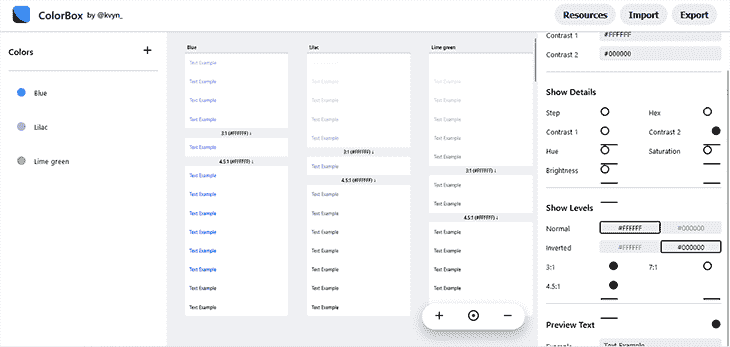 ColorBox by @kvyn_
Resources Import Export
Colors +
Blue
Lilac
Lime green
Blue
Text Example
Text Example
Text Example
Text Example
3:1 (#FFFFFF) ↓
Text Example
4.5:1 (#FFFFFF) ↓
Text Example
Text Example
Text Example
Text Example
Text Example
Text Example
Text Example
Text Example
Lilac
Text Example
Text Example
Text Example
Text Example
3:1 (#FFFFFF) ↓
Text Example
4.5:1 (#FFFFFF) ↓
Text Example
Text Example
Text Example
Text Example
Text Example
Text Example
Text Example
Lime green
Text Example
Text Example
Text Example
Text Example
3:1 (#FFFFFF) ↓
Text Example
Text Example
4.5:1 (#FFFFFF) ↓
Text Example
Text Example
Text Example
Text Example
Text Example
Contrast 1 #FFFFFF
Contrast 2 #000000
Show Details
Step Hex
Contrast 1 Contrast 2
Hue Saturation
Brightness
Show Levels
Normal #FFFFFF #000000
Inverted #FFFFFF #000000
3:1 7:1
4.5:1
Preview Text
Example Text Example